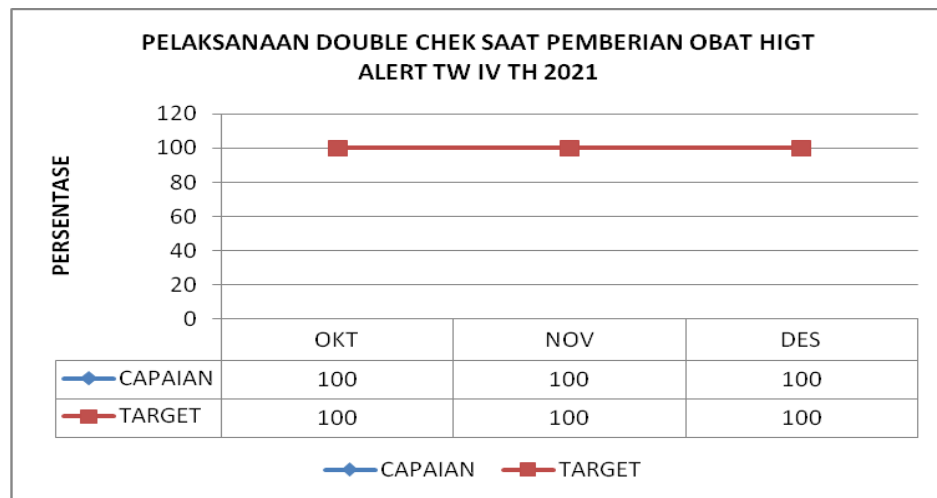 PELAKSANAAN DOUBLE CHEK SAAT PEMBERIAN OBAT HIGT
ALERT TW IV TH 2021
PERSENTASE
120
100
80
60
40
20
0
OKT NOV DES
CAPAIAN 100 100 100
TARGET 100 100 100
CAPAIAN TARGET